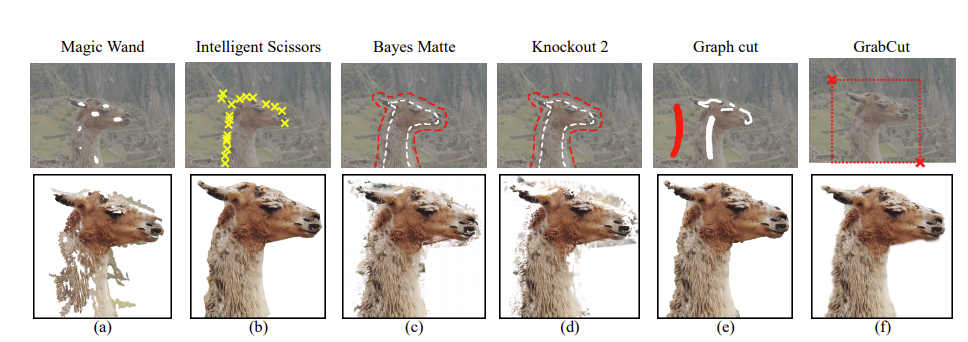 Magic Wand Intelligent Scissors Bayes Matte Knockout 2 Graph cut GrabCut
(a) (b) (c) (d) (e) (f)